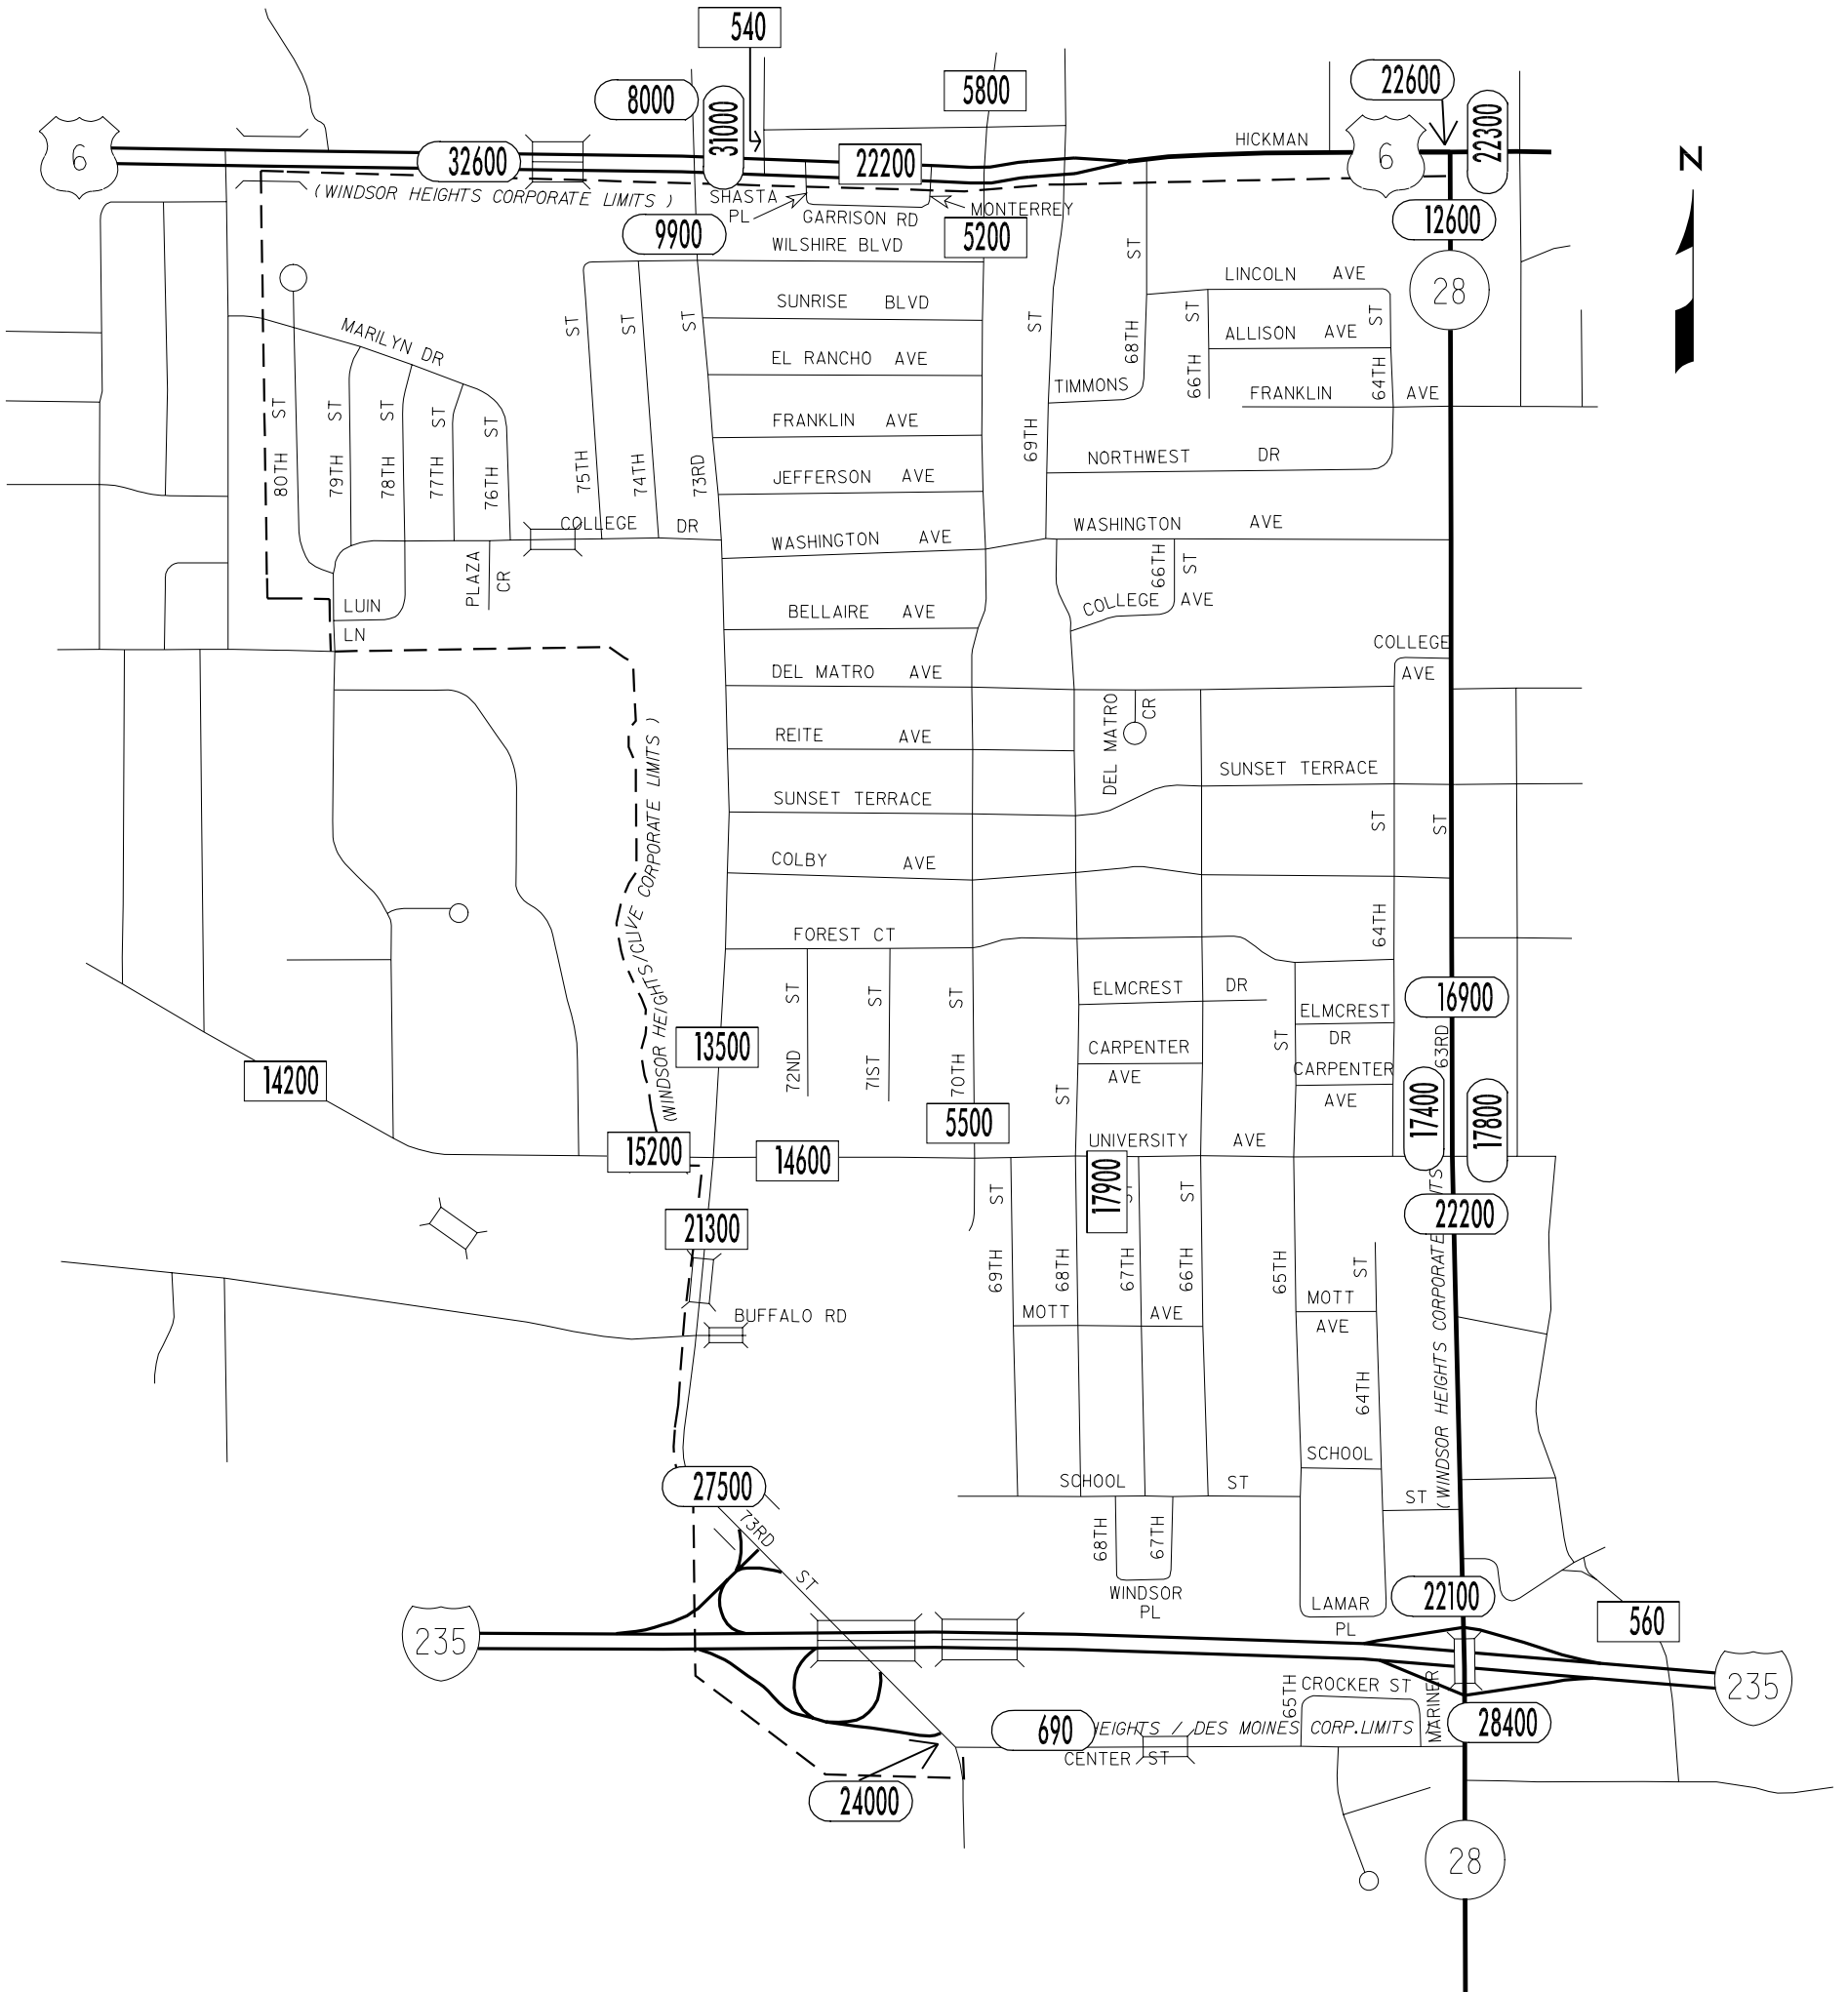 540
8000
31000
5800
22600
22300
6
32600
22200
HICKMAN
6
N
(WINDSOR HEIGHTS CORPORATE LIMITS )
SHASTA
PL
GARRISON RD
MONTERREY
9900
WILSHIRE BLVD
5200
12600
28
LINCOLN AVE
SUNRISE BLVD
ALLISON AVE
MARILYN DR
EL RANCHO AVE
TIMMONS
FRANKLIN AVE
FRANKLIN AVE
80TH ST
79TH ST
78TH ST
77TH ST
76TH ST
75TH ST
74TH ST
73RD ST
69TH ST
68TH ST
66TH ST
64TH ST
JEFFERSON AVE
NORTHWEST DR
COLLEGE DR
WASHINGTON AVE
WASHINGTON AVE
PLAZA CR
66TH ST
LUIN
LN
BELLAIRE AVE
COLLEGE AVE
COLLEGE
AVE
DEL MATRO AVE
DEL MATRO CR
REITE AVE
SUNSET TERRACE
SUNSET TERRACE
COLBY AVE
64TH ST
63RD ST
(WINDSOR HEIGHTS/CLIVE CORPORATE LIMITS )
FOREST CT
72ND ST
71ST ST
70TH ST
ELMCREST DR
16900
ELMCREST
DR
13500
CARPENTER
AVE
ST
ST
CARPENTER
AVE
14200
17400
17800
5500
15200
14600
UNIVERSITY AVE
17900
22200
21300
69TH ST
68TH
67TH ST
66TH ST
65TH
64TH ST
BUFFALO RD
MOTT AVE
MOTT
AVE
(WINDSOR HEIGHTS CORPORATE
SCHOOL ST
SCHOOL
ST
27500
73RD ST
68TH
67TH
WINDSOR
PL
LAMAR
PL
22100
560
235
235
65TH
CROCKER ST
MARINER
690
HEIGHTS / DES MOINES CORP.LIMITS )
28400
CENTER ST
24000
28